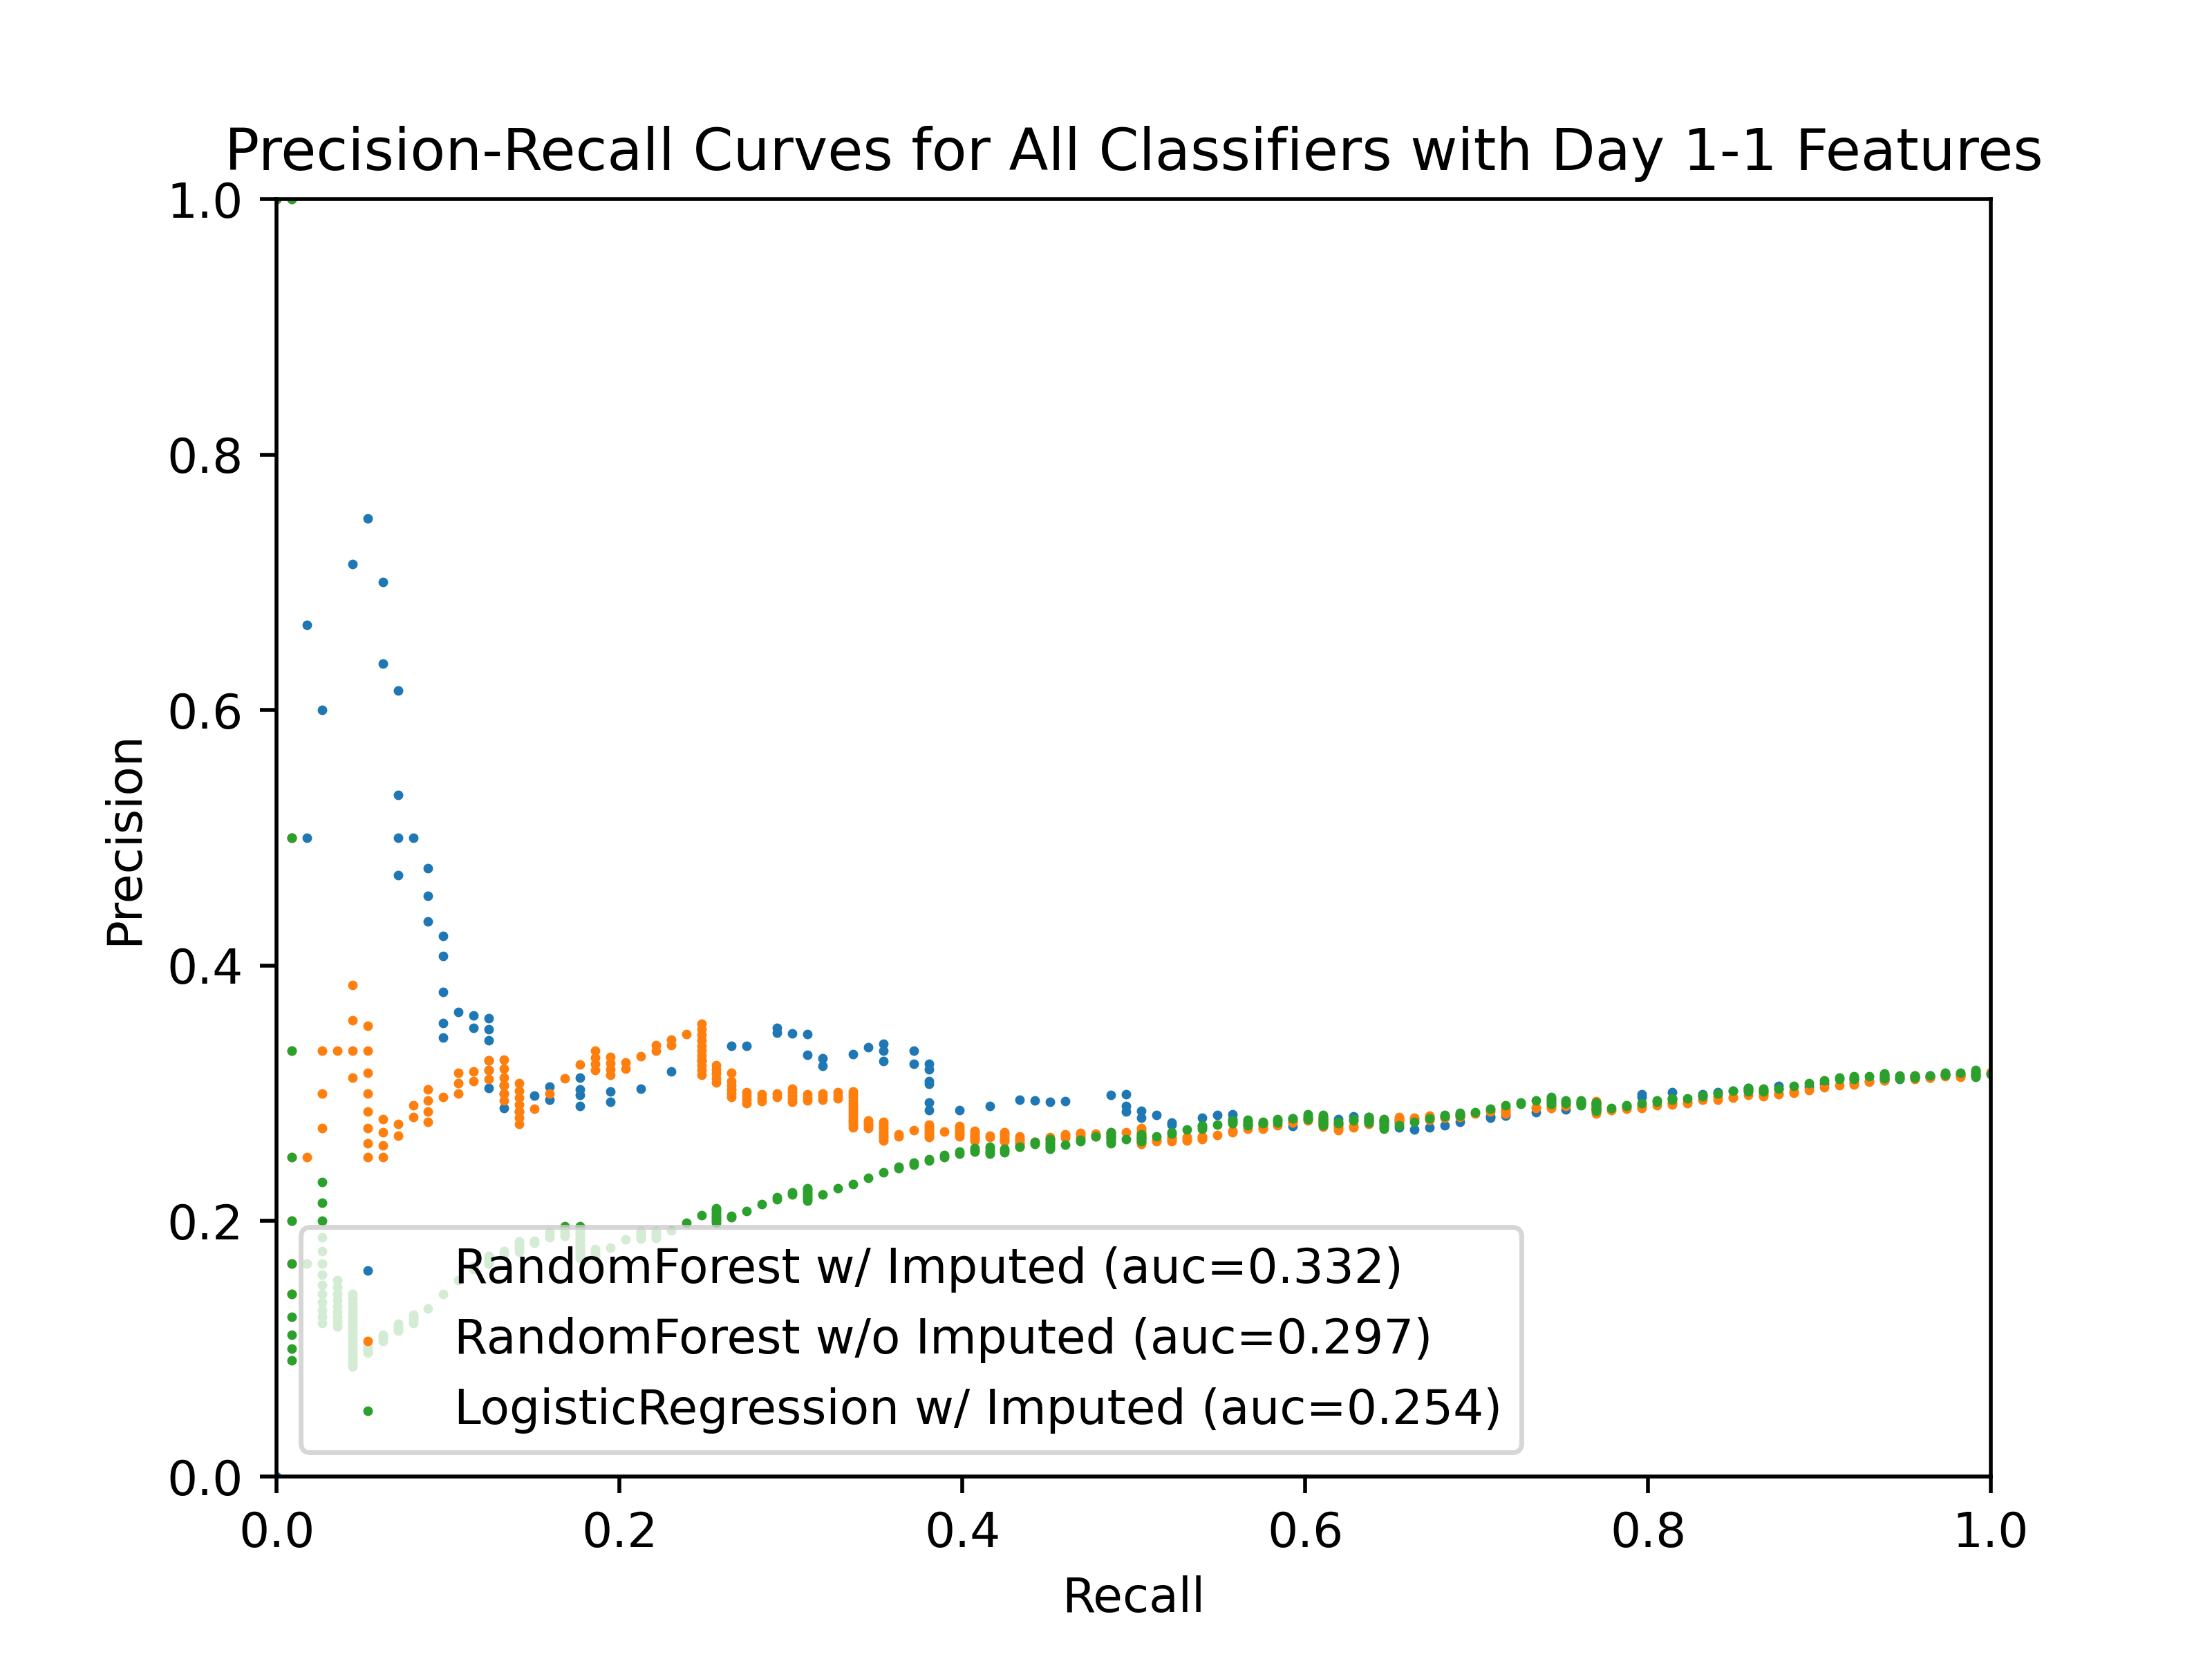 Precision-Recall Curves for All Classifiers with Day 1-1 Features
1.0
0.8
0.6
0.4
0.2
0.0
Precision
RandomForest w/ Imputed (auc=0.332)
RandomForest w/o Imputed (auc=0.297)
LogisticRegression w/ Imputed (auc=0.254)
0.0 0.2 0.4 0.6 0.8 1.0
Recall